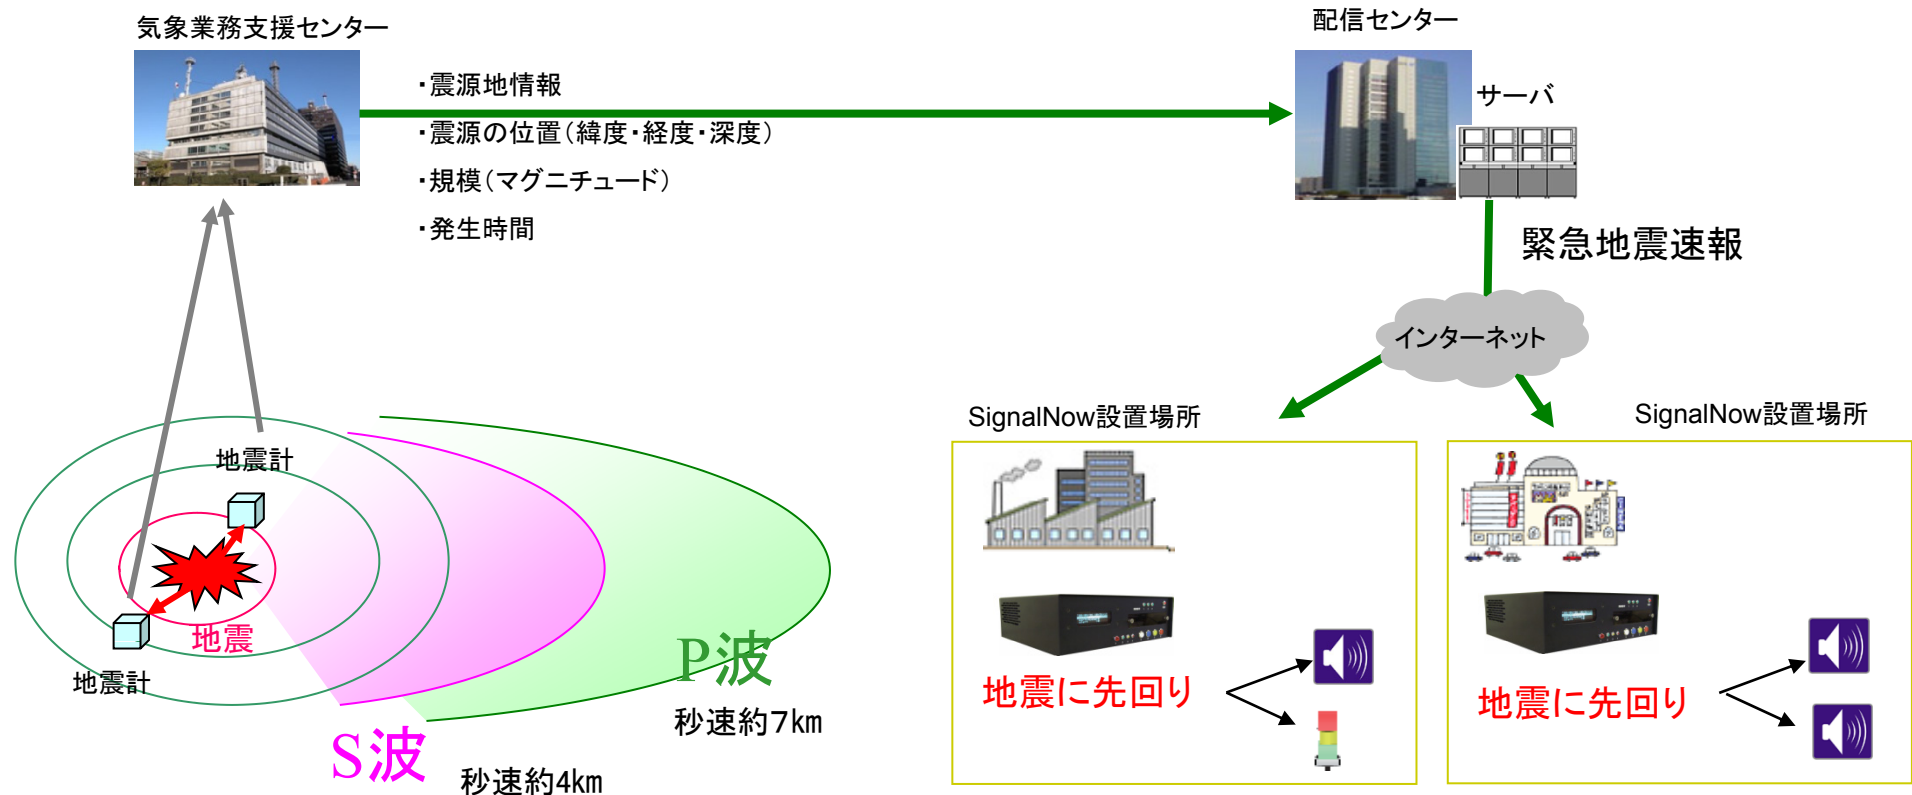 気象業務支援センター
配信センター
・震源地情報
・震源の位置（緯度・経度・深度）
・規模（マグニチュード）
・発生時間
サーバ
緊急地震速報
インターネット
SignalNow設置場所
SignalNow設置場所
地震計
地震
地震計
P波
秒速約7km
S波
秒速約4km
地震に先回り
地震に先回り